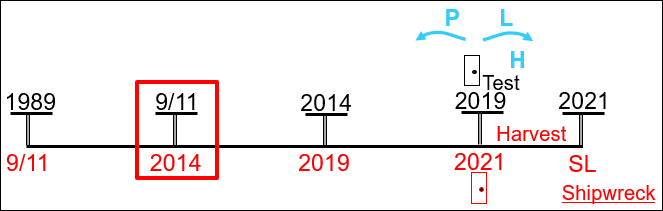 P L
H
Test
1989 9/11 2014 2019 2021
Harvest
9/11 2014 2019 2021 SL
Shipwreck